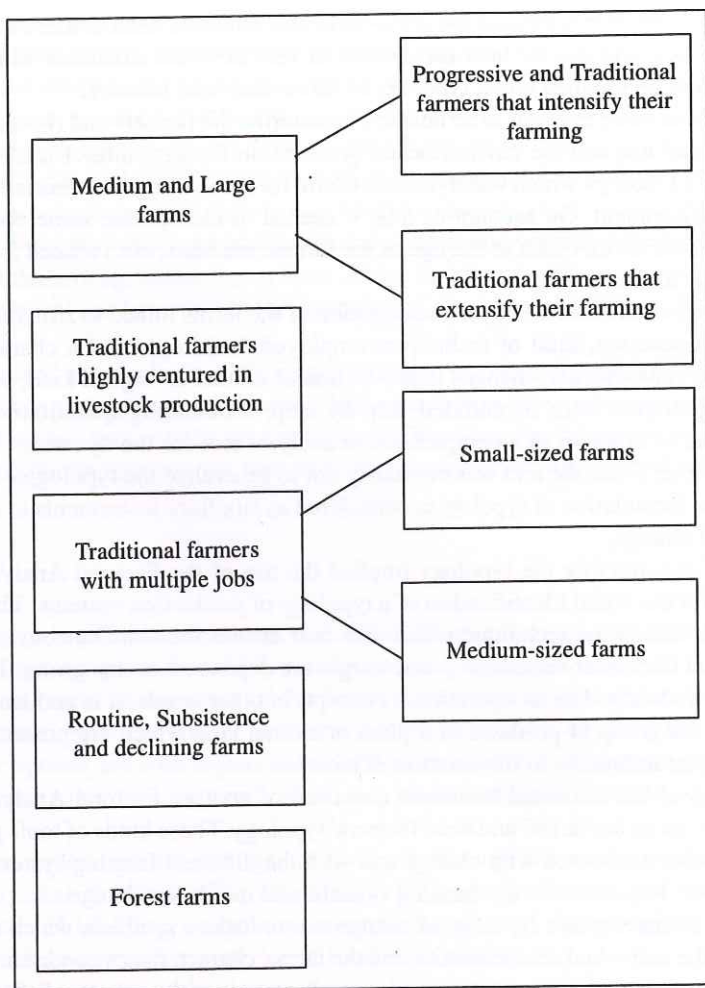 Progressive and Traditional
farmers that intensify their
farming
Medium and Large
farms
Traditional farmers that
extensify their farming
Traditional farmers
highly centured in
livestock production
Small-sized farms
Traditional farmers
with multiple jobs
Medium-sized farms
Routine, Subsistence
and declining farms
Forest farms